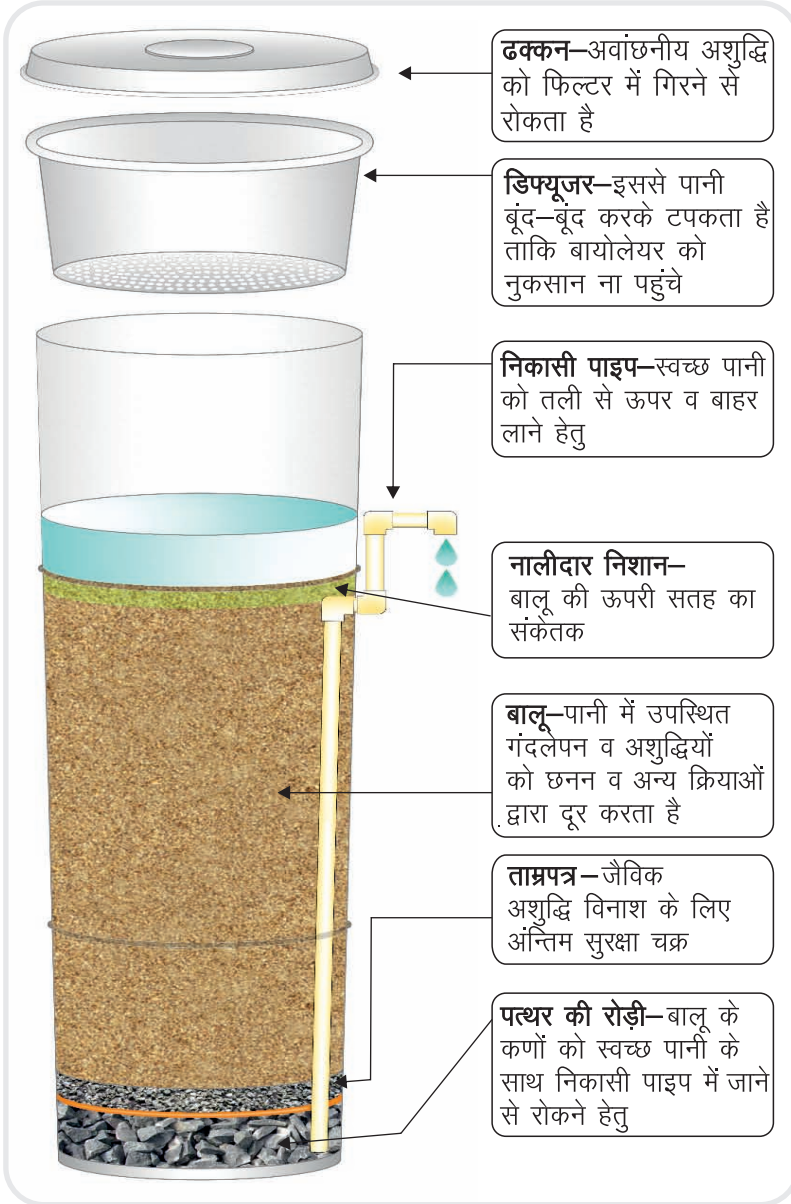 ढक्कन–अवांछनीय अशुद्धि
को फिल्टर में गिरने से
रोकता है
डिफ्यूजर–इससे पानी
बूंद–बूंद करके टपकता है
ताकि बायोलेयर को
नुकसान ना पहुंचे
निकासी पाइप–स्वच्छ पानी
को तली से ऊपर व बाहर
लाने हेतु
नालीदार निशान–
बालू की ऊपरी सतह का
संकेतक
बालू–पानी में उपस्थित
गंदलेपन व अशुद्धियों
को छनन व अन्य क्रियाओं
द्वारा दूर करता है
ताम्रपत्र–जैविक
अशुद्धि विनाश के लिए
अंन्तिम सुरक्षा चक्र
पत्थर की रोड़ी–बालू के
कणों को स्वच्छ पानी के
साथ निकासी पाइप में जाने
से रोकने हेतु